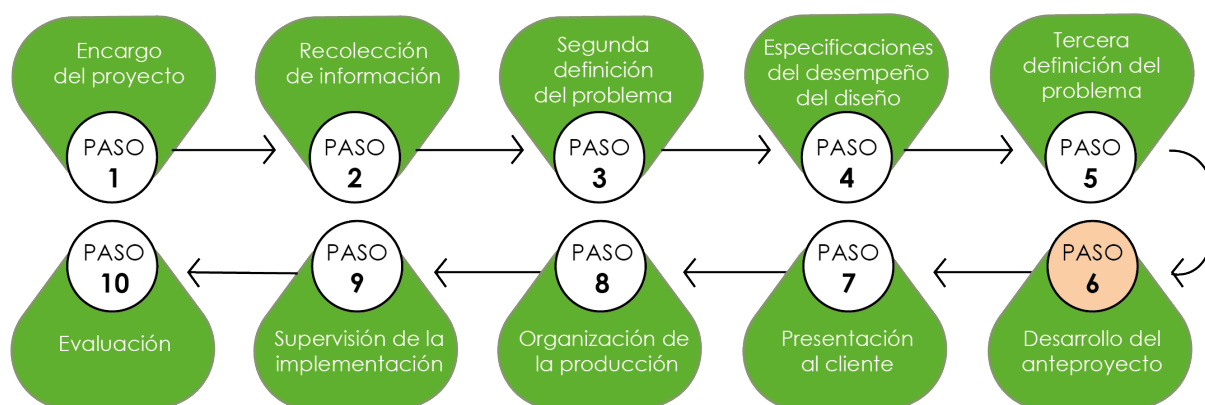 Encargo
del proyecto
PASO
1
Recolección
de información
PASO
2
Segunda
definición
del problema
PASO
3
Especificaciones
del desempeño
del diseño
PASO
4
Tercera
definición del
problema
PASO
5
PASO
6
Desarrollo del
anteproyecto
PASO
7
Presentación
al cliente
PASO
8
Organización de
la producción
PASO
9
Supervisión de la
implementación
PASO
10
Evaluación